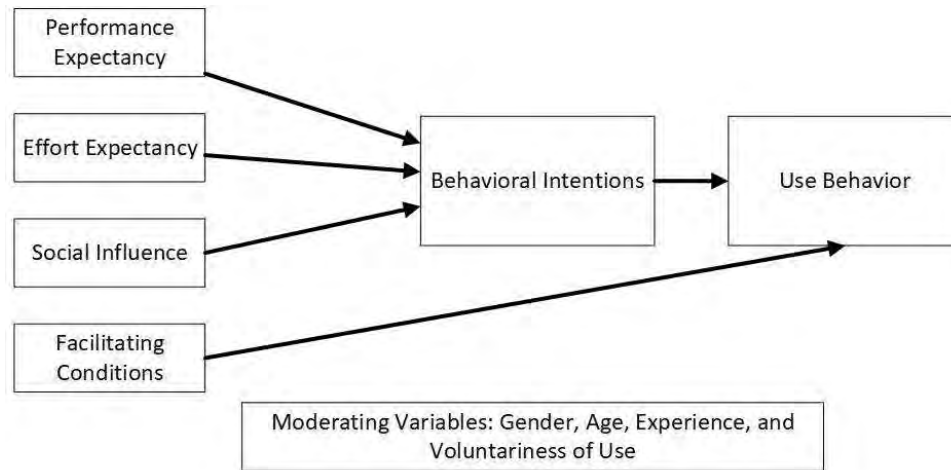 Performance
Expectancy
Effort Expectancy
Social Influence
Facilitating
Conditions
Behavioral Intentions
Use Behavior
Moderating Variables: Gender, Age, Experience, and
Voluntariness of Use